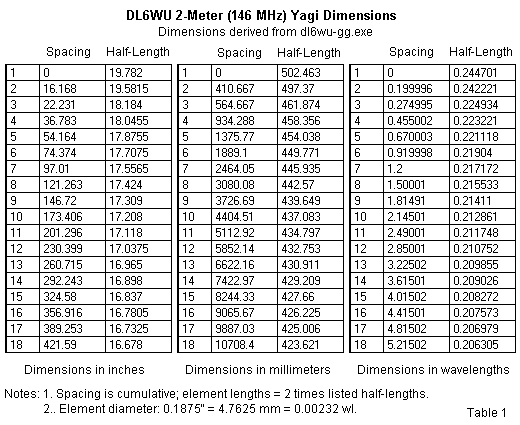 DL6WU 2-Meter (146 MHz) Yagi Dimensions
Dimensions derived from dl6wu-gg.exe
Spacing Half-Length Spacing Half-Length Spacing Half-Length
1 0 19.782 1 0 502.463 1 0 0.244701
2 16.168 19.5815 2 410.667 497.37 2 0.199996 0.242221
3 22.231 18.184 3 564.667 461.874 3 0.274995 0.224934
4 36.783 18.0455 4 934.288 458.356 4 0.455002 0.223221
5 54.164 17.8755 5 1375.77 454.038 5 0.670003 0.221118
6 74.374 17.7075 6 1889.1 449.771 6 0.919998 0.21904
7 97.01 17.5565 7 2464.05 445.935 7 1.2 0.217172
8 121.263 17.424 8 3080.08 442.57 8 1.50001 0.215533
9 146.72 17.309 9 3726.69 439.649 9 1.81491 0.21411
10 173.406 17.208 10 4404.51 437.083 10 2.14501 0.212861
11 201.296 17.118 11 5112.92 434.797 11 2.49001 0.211748
12 230.399 17.0375 12 5852.14 432.753 12 2.85001 0.210752
13 260.715 16.965 13 6622.16 430.911 13 3.22502 0.209855
14 292.243 16.898 14 7422.97 429.209 14 3.61501 0.209026
15 324.58 16.837 15 8244.33 427.66 15 4.01502 0.208272
16 356.916 16.7805 16 9065.67 426.225 16 4.41501 0.207573
17 389.253 16.7325 17 9887.03 425.006 17 4.81502 0.206979
18 421.59 16.678 18 10708.4 423.621 18 5.21502 0.206305
Dimensions in inches Dimensions in millimeters Dimensions in wavelengths
Notes: 1. Spacing is cumulative; element lengths = 2 times listed half-lengths.
2.. Element diameter: 0.1875" = 4.7625 mm = 0.00232 wl.
Table 1